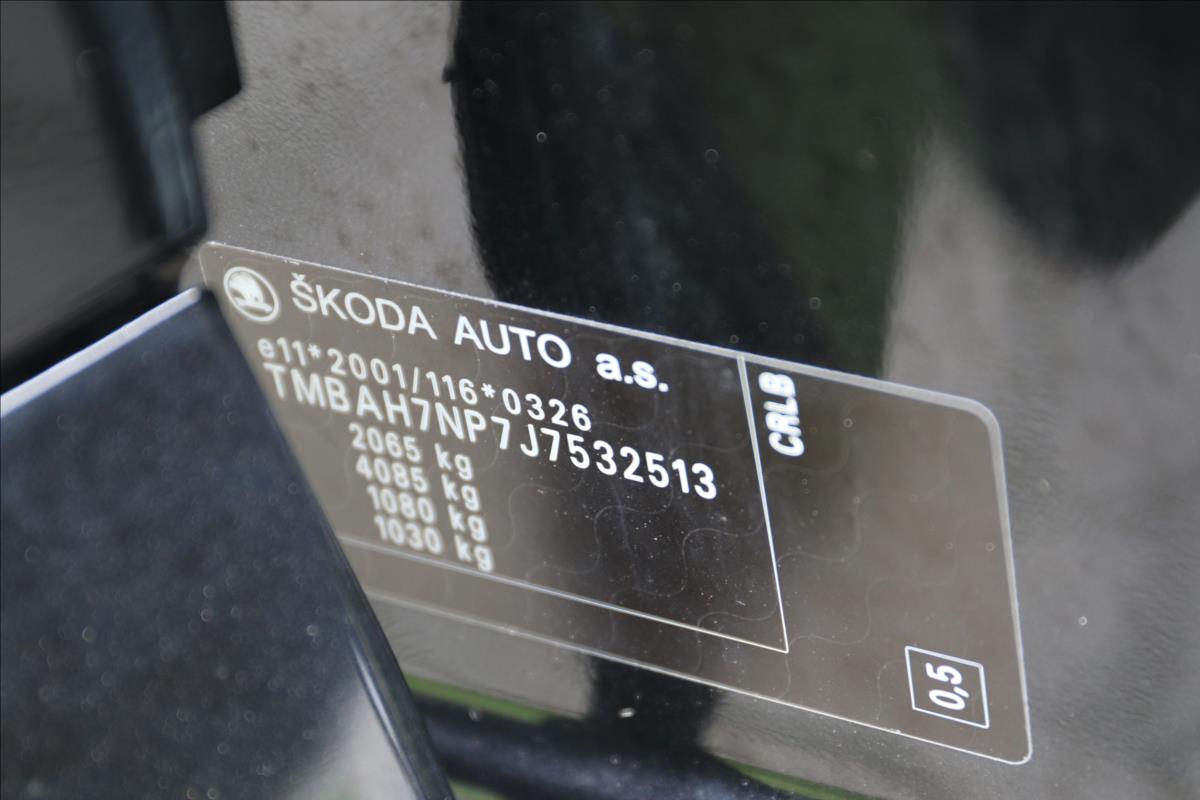 ŠKODA AUTO a.s.
e11*2001/116*0326
TMBAH7NP7J7532513
2065 kg
4085 kg
1080 kg
1030 kg
CRLB
0,5